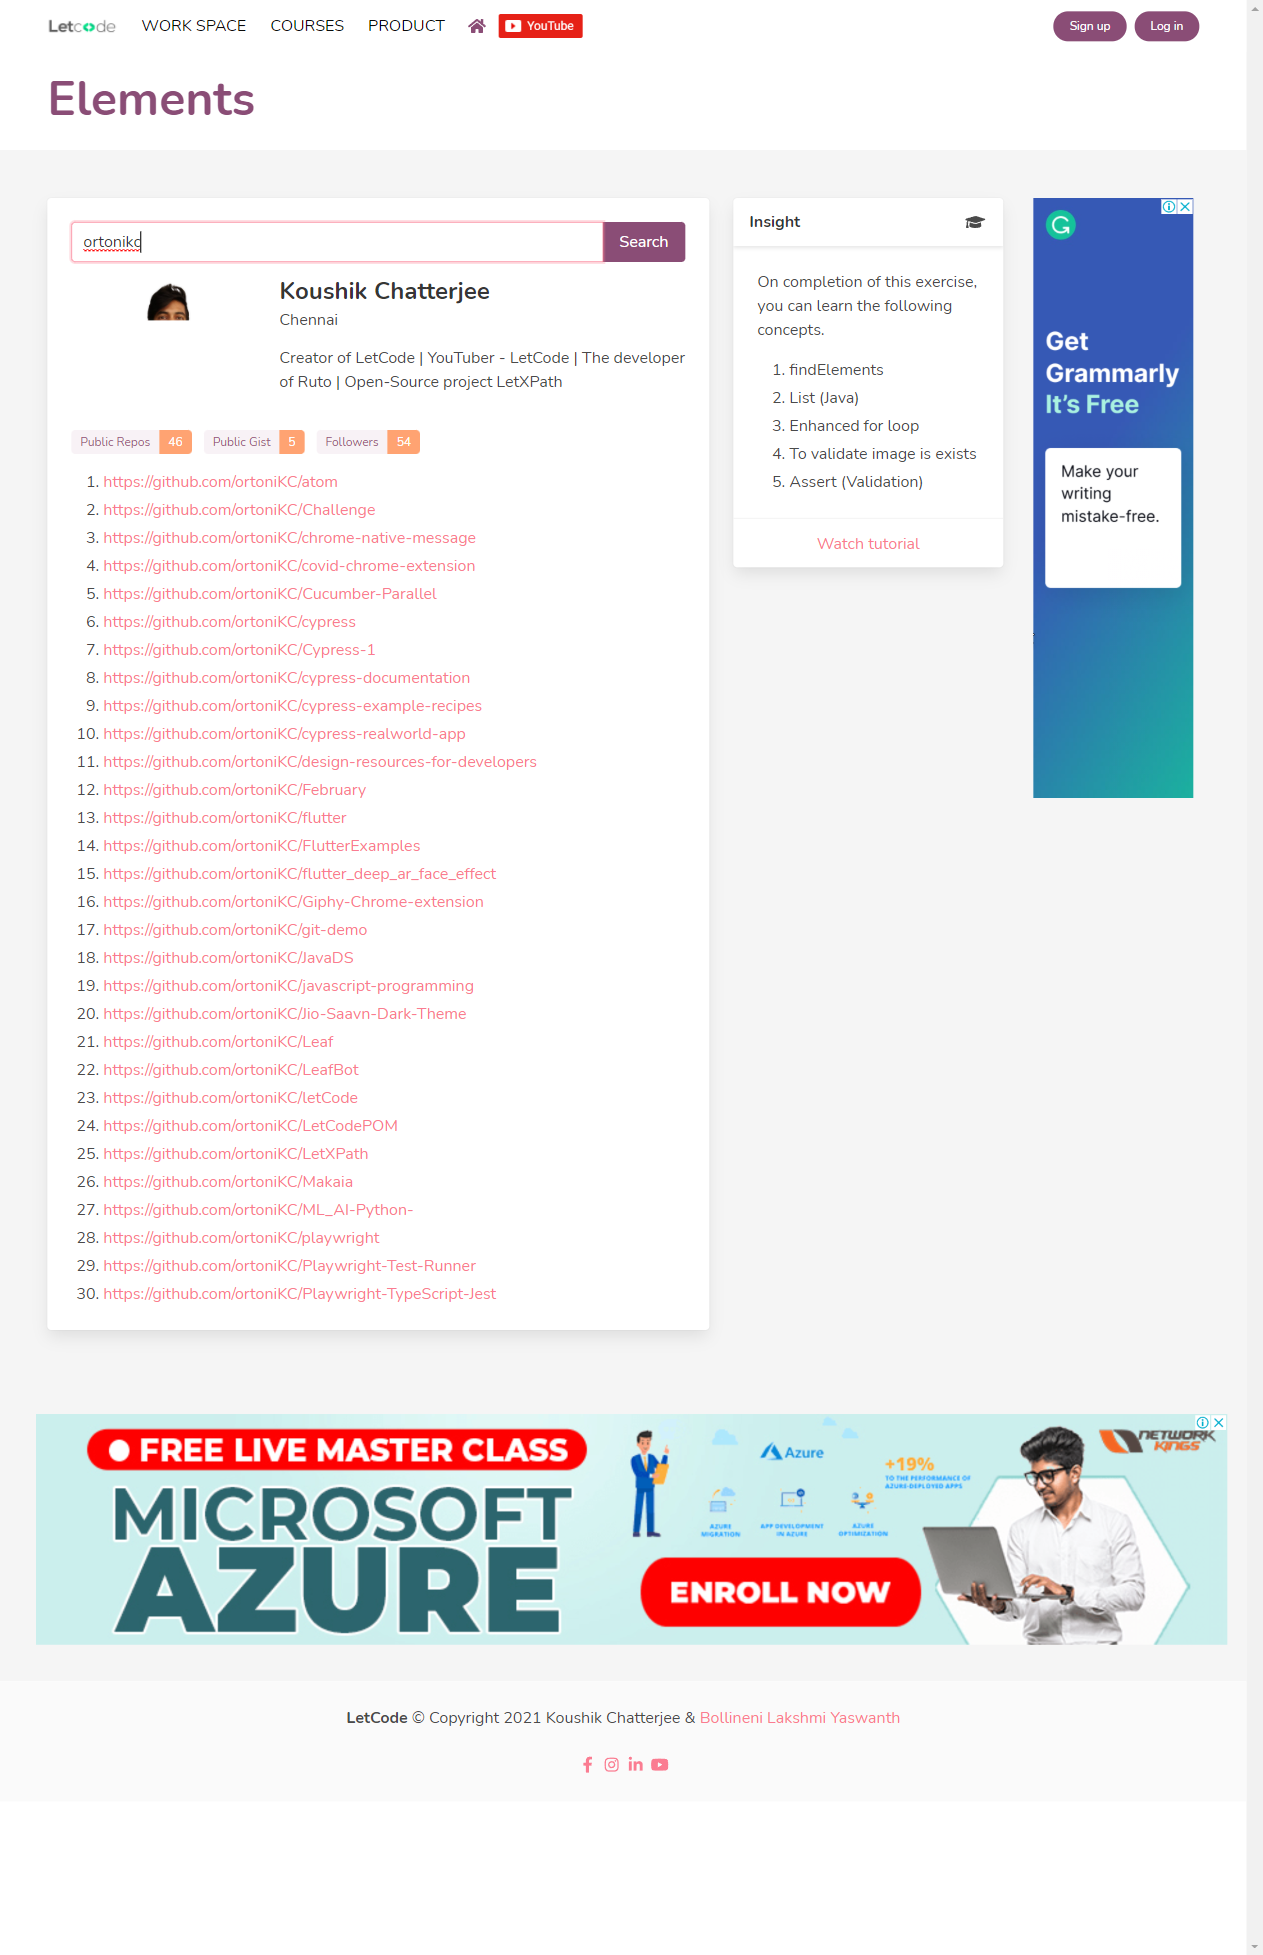 Letcode WORK SPACE COURSES PRODUCT YouTube Sign up Log in
Elements
ortonikc Search
Koushik Chatterjee
Chennai
Creator of LetCode | YouTuber - LetCode | The developer
of Ruto | Open-Source project LetXPath
Public Repos 46 Public Gist 5 Followers 54
1. https://github.com/ortoniKC/atom
2. https://github.com/ortoniKC/Challenge
3. https://github.com/ortoniKC/chrome-native-message
4. https://github.com/ortoniKC/covid-chrome-extension
5. https://github.com/ortoniKC/Cucumber-Parallel
6. https://github.com/ortoniKC/cypress
7. https://github.com/ortoniKC/Cypress-1
8. https://github.com/ortoniKC/cypress-documentation
9. https://github.com/ortoniKC/cypress-example-recipes
10. https://github.com/ortoniKC/cypress-realworld-app
11. https://github.com/ortoniKC/design-resources-for-developers
12. https://github.com/ortoniKC/February
13. https://github.com/ortoniKC/flutter
14. https://github.com/ortoniKC/FlutterExamples
15. https://github.com/ortoniKC/flutter_deep_ar_face_effect
16. https://github.com/ortoniKC/Giphy-Chrome-extension
17. https://github.com/ortoniKC/git-demo
18. https://github.com/ortoniKC/JavaDS
19. https://github.com/ortoniKC/javascript-programming
20. https://github.com/ortoniKC/Jio-Saavn-Dark-Theme
21. https://github.com/ortoniKC/Leaf
22. https://github.com/ortoniKC/LeafBot
23. https://github.com/ortoniKC/letCode
24. https://github.com/ortoniKC/LetCodePOM
25. https://github.com/ortoniKC/LetXPath
26. https://github.com/ortoniKC/Makaia
27. https://github.com/ortoniKC/ML_AI-Python-
28. https://github.com/ortoniKC/playwright
29. https://github.com/ortoniKC/Playwright-Test-Runner
30. https://github.com/ortoniKC/Playwright-TypeScript-Jest
Insight
On completion of this exercise,
you can learn the following
concepts.
1. findElements
2. List (Java)
3. Enhanced for loop
4. To validate image is exists
5. Assert (Validation)
Watch tutorial
Get
Grammarly
It's Free
Make your
writing
mistake-free.
FREE LIVE MASTER CLASS
MICROSOFT
AZURE
Azure
+19%
TO THE PERFORMANCE OF
AZURE-DEPLOYED APPS
AZURE
MIGRATION
APP DEVELOPMENT
IN AZURE
AZURE
OPTIMIZATION
ENROLL NOW
NETWORK
KINGS
LetCode © Copyright 2021 Koushik Chatterjee & Bollineni Lakshmi Yaswanth